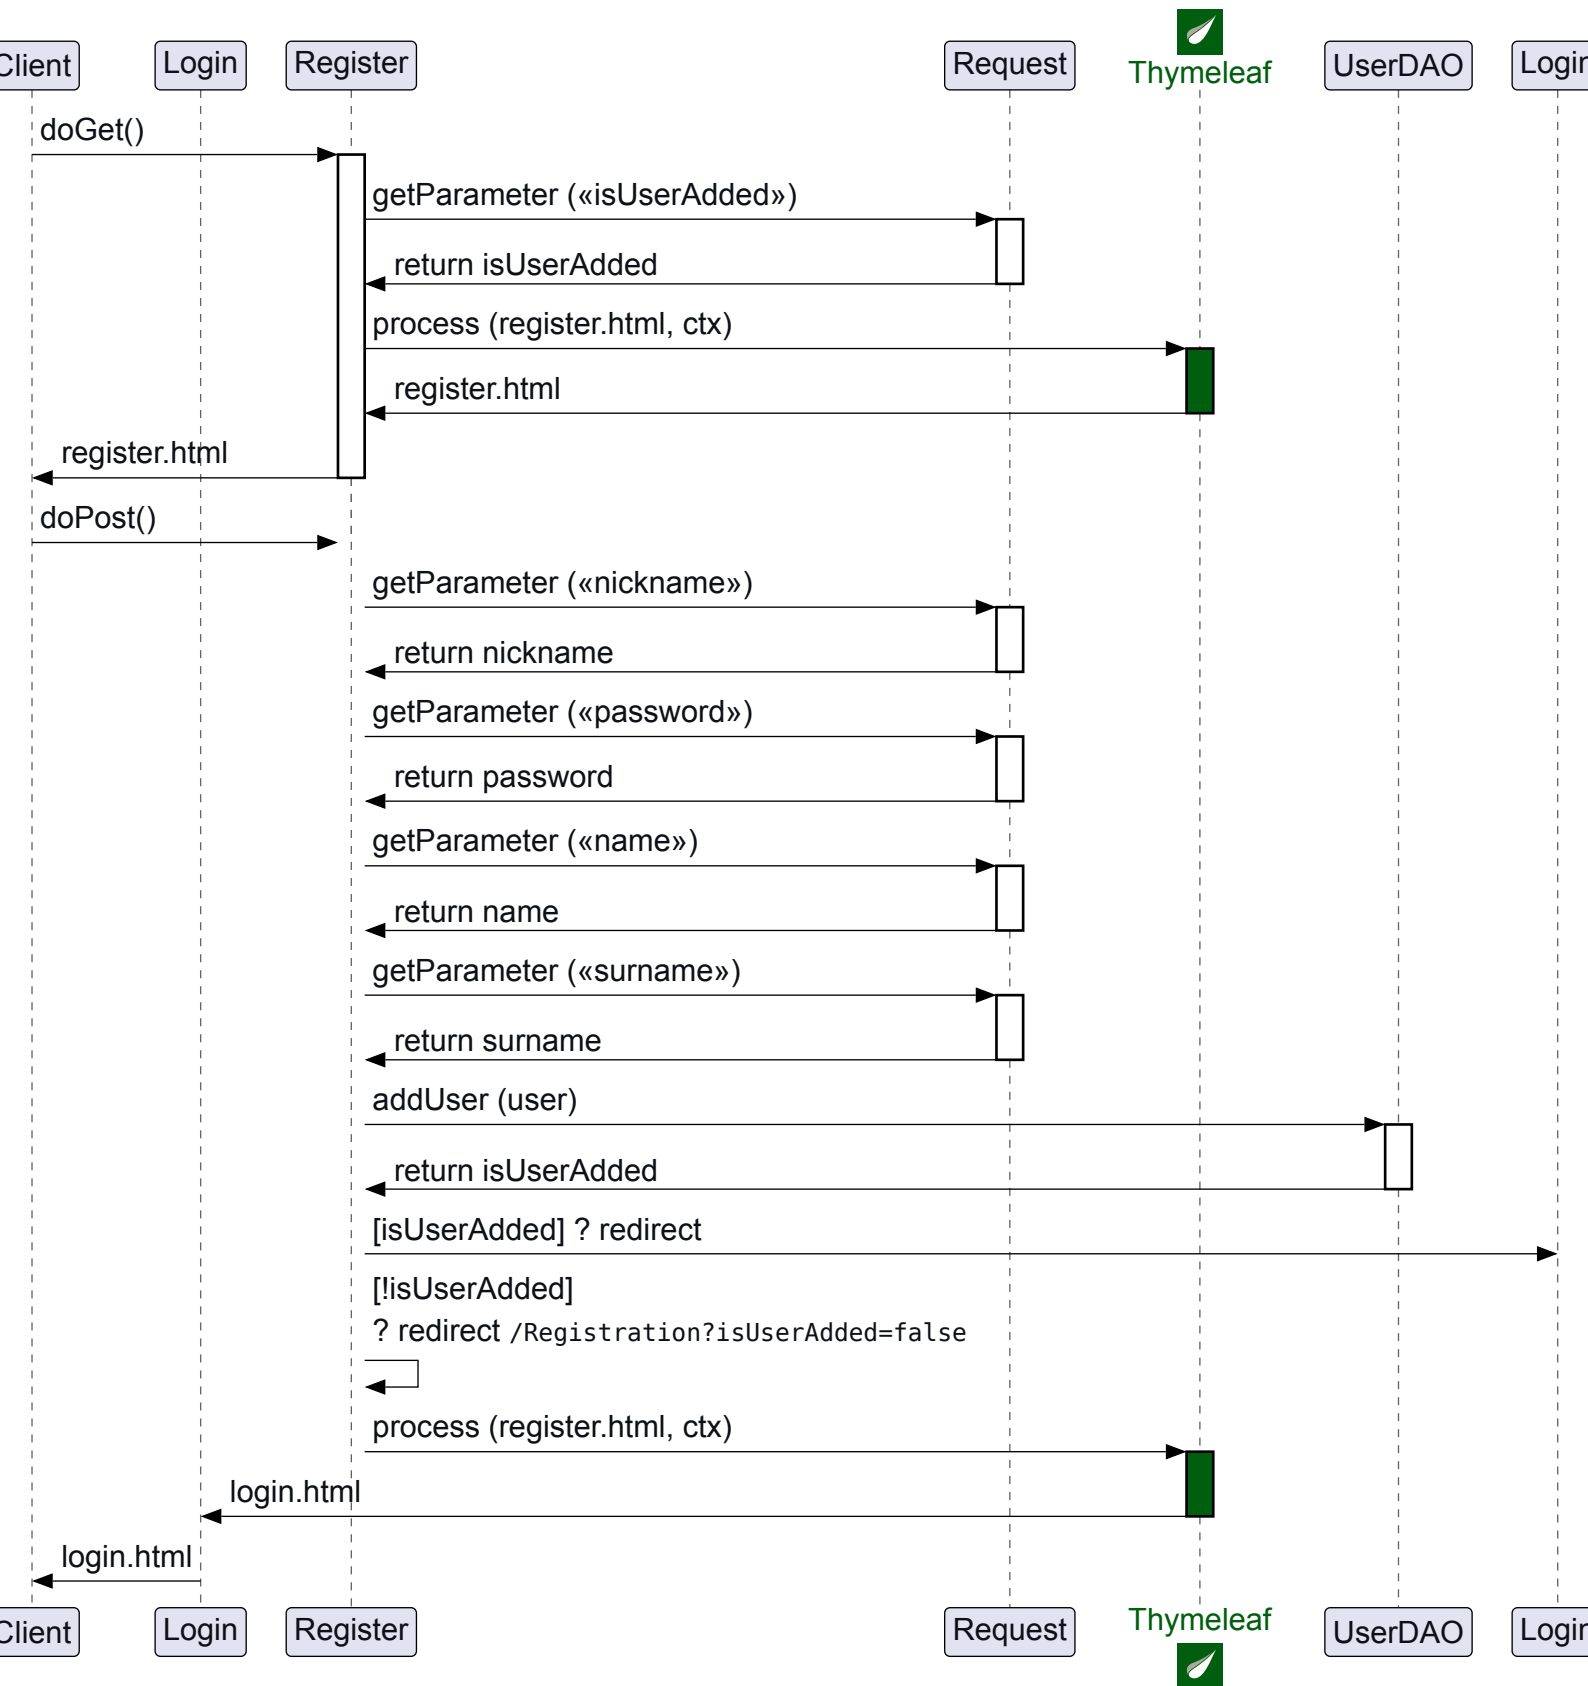 Client
Login
Register
Request
Thymeleaf
UserDAO
Login
doGet()
getParameter («isUserAdded»)
return isUserAdded
process (register.html, ctx)
register.html
register.html
doPost()
getParameter («nickname»)
return nickname
getParameter («password»)
return password
getParameter («name»)
return name
getParameter («surname»)
return surname
addUser (user)
return isUserAdded
[isUserAdded] ? redirect
[!isUserAdded]
? redirect /Registration?isUserAdded=false
process (register.html, ctx)
login.html
login.html
Client
Login
Register
Request
Thymeleaf
UserDAO
Login